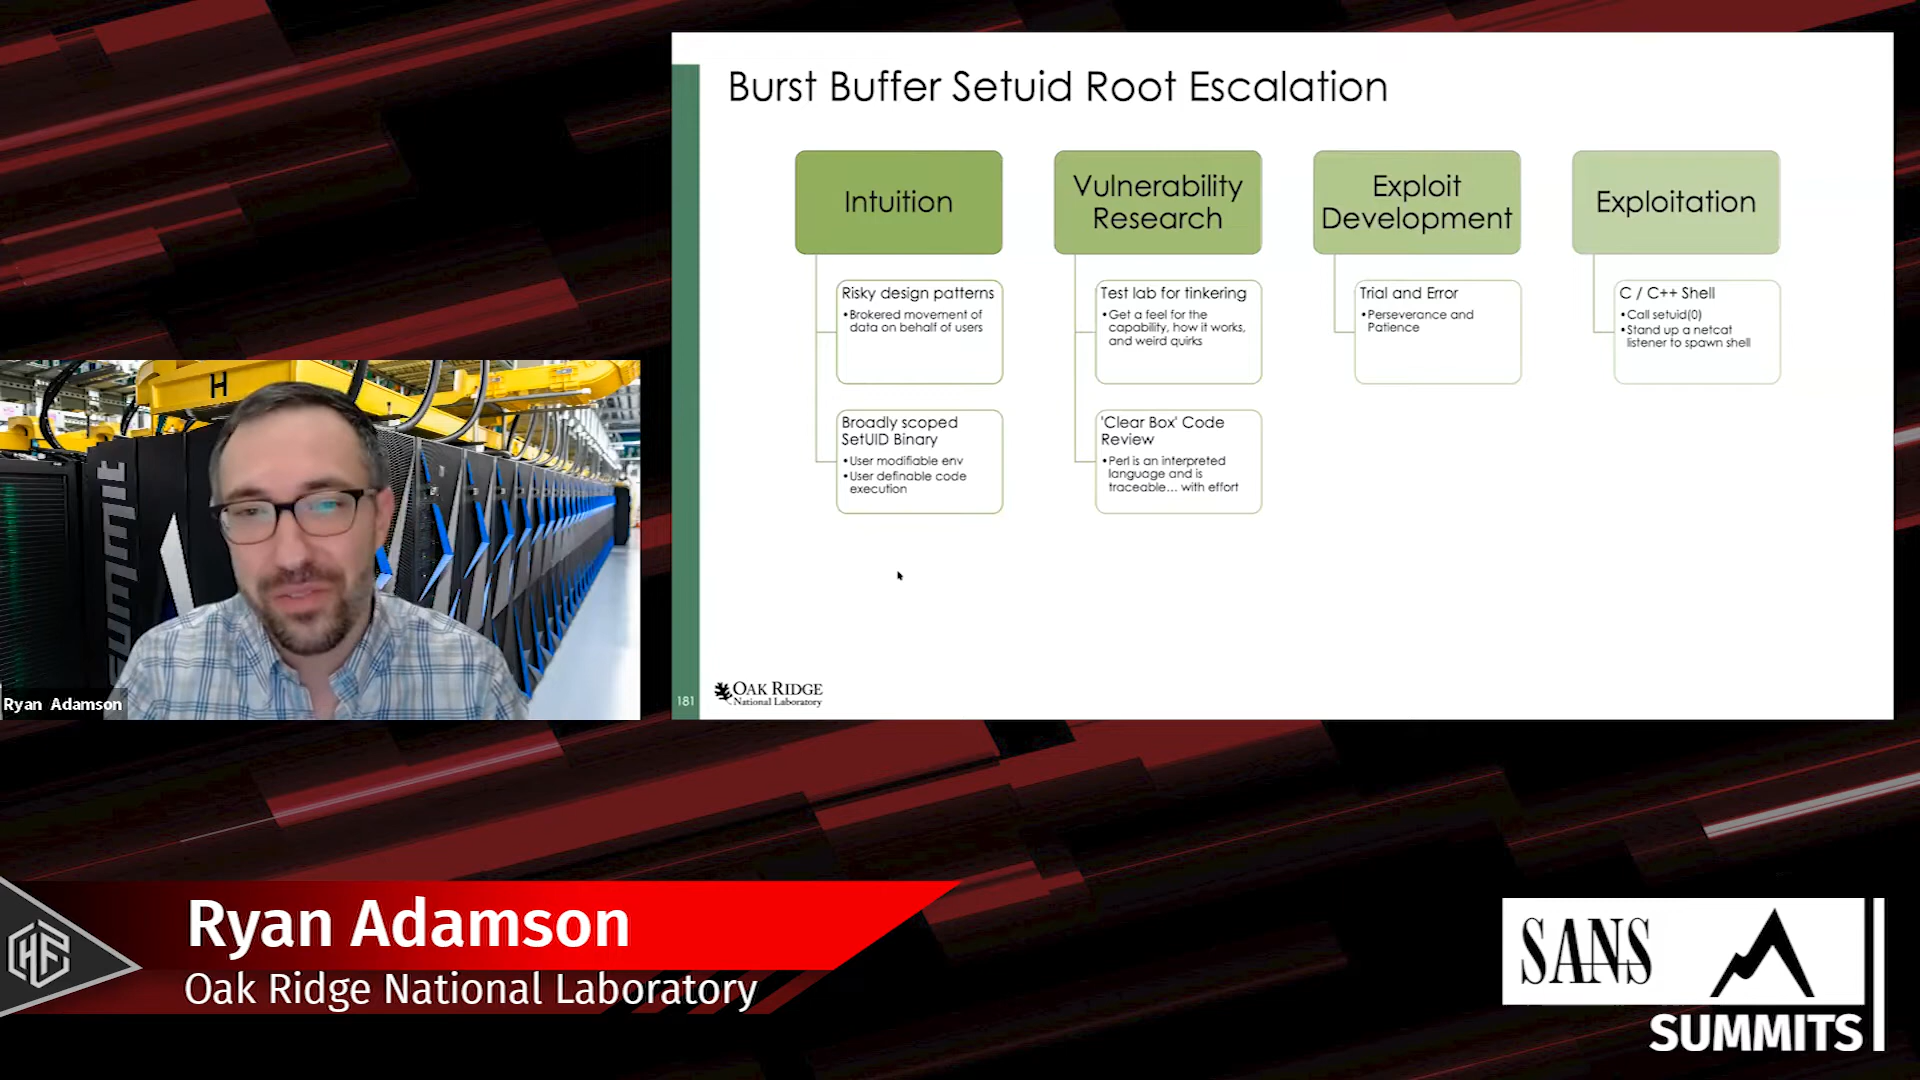 Burst Buffer Setuid Root Escalation
Intuition
Risky design patterns
•Brokered movement of
data on behalf of users
Broadly scoped
SetUID Binary
•User modifiable env
•User definable code
execution
Vulnerability
Research
Test lab for tinkering
•Get a feel for the
capability, how it works,
and weird quirks
'Clear Box' Code
Review
•Perl is an interpreted
language and is
traceable... with effort
Exploit
Development
Trial and Error
•Perseverance and
Patience
Exploitation
C / C++ Shell
•Call setuid(0)
•Stand up a netcat
listener to spawn shell
181
OAK RIDGE
National Laboratory
H
summit
Ryan Adamson
HF
Ryan Adamson
Oak Ridge National Laboratory
SANS
SUMMITS